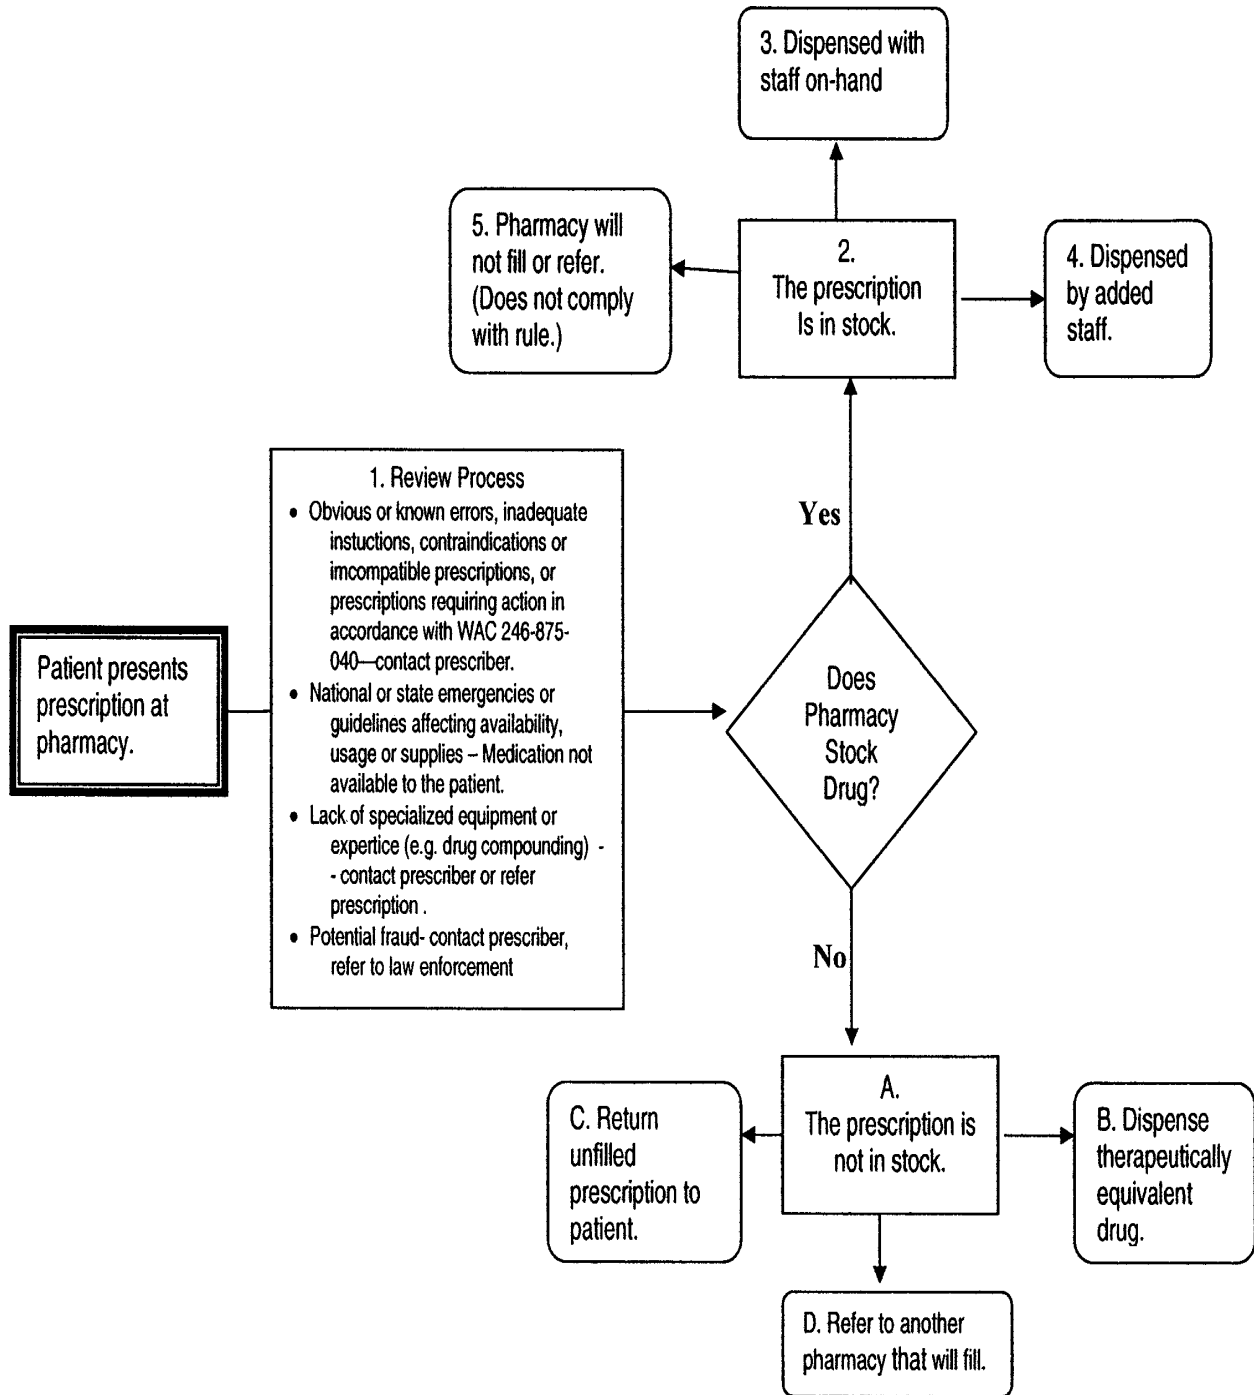 3. Dispensed with
staff on-hand
5. Pharmacy will
not fill or refer.
(Does not comply
with rule.)
2.
The prescription
Is in stock.
4. Dispensed
by added
staff.
Yes
1. Review Process
• Obvious or known errors, inadequate
instuctions, contraindications or
imcompatible prescriptions, or
prescriptions requiring action in
accordance with WAC 246-875-
040—contact prescriber.
• National or state emergencies or
guidelines affecting availability,
usage or supplies – Medication not
available to the patient.
• Lack of specialized equipment or
expertice (e.g. drug compounding) -
- contact prescriber or refer
prescription .
• Potential fraud- contact prescriber,
refer to law enforcement
Patient presents
prescription at
pharmacy.
Does
Pharmacy
Stock
Drug?
No
A.
The prescription is
not in stock.
C. Return
unfilled
prescription to
patient.
B. Dispense
therapeutically
equivalent
drug.
D. Refer to another
pharmacy that will fill.